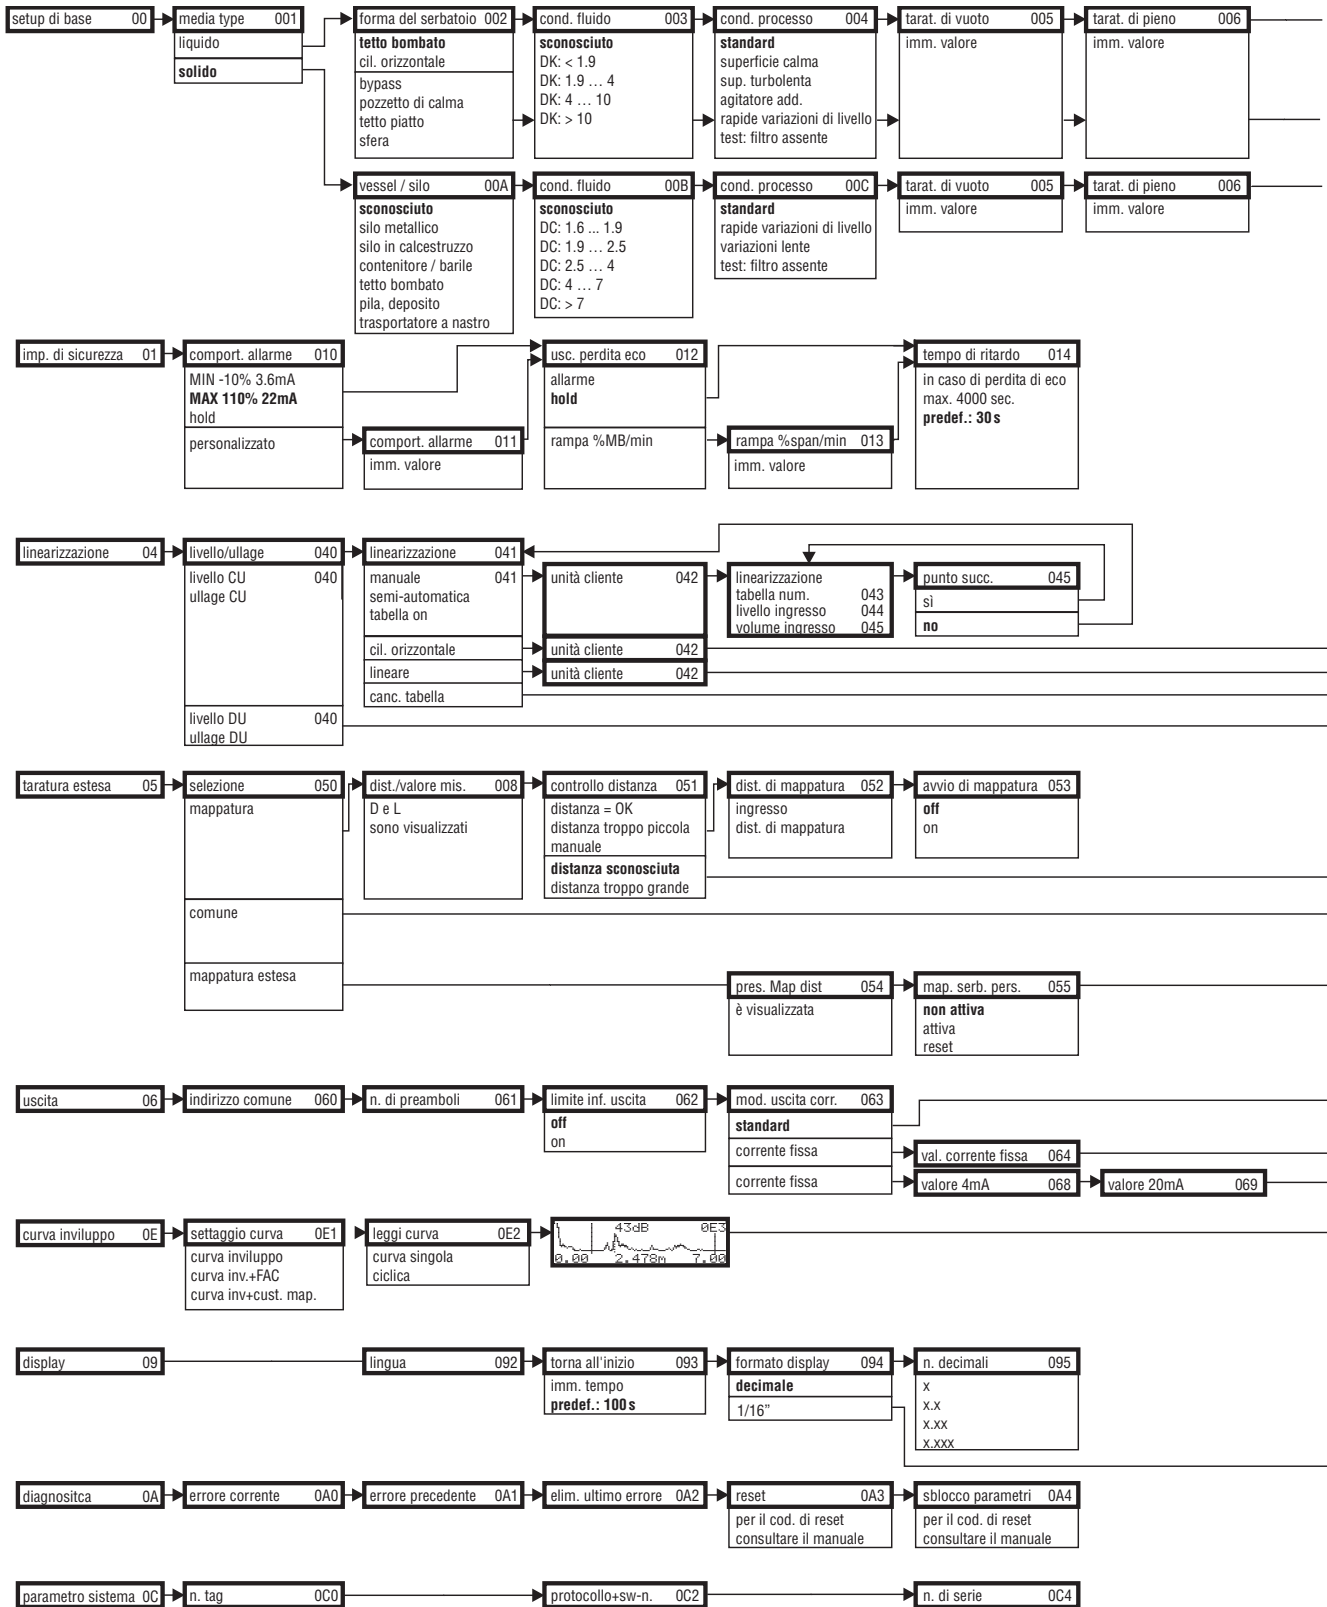 setup di base 00
media type 001
liquido
solido
forma del serbatoio 002
tetto bombato
cil. orizzontale
bypass
pozzetto di calma
tetto piatto
sfera
cond. fluido 003
sconosciuto
DK: < 1.9
DK: 1.9 … 4
DK: 4 … 10
DK: > 10
cond. processo 004
standard
superficie calma
sup. turbolenta
agitatore add.
rapide variazioni di livello
test: filtro assente
tarat. di vuoto 005
imm. valore
tarat. di pieno 006
imm. valore
vessel / silo 00A
sconosciuto
silo metallico
silo in calcestruzzo
contenitore / barile
tetto bombato
pila, deposito
trasportatore a nastro
cond. fluido 00B
sconosciuto
DC: 1.6 ... 1.9
DC: 1.9 … 2.5
DC: 2.5 … 4
DC: 4 … 7
DC: > 7
cond. processo 00C
standard
rapide variazioni di livello
variazioni lente
test: filtro assente
tarat. di vuoto 005
imm. valore
tarat. di pieno 006
imm. valore
imp. di sicurezza 01
comport. allarme 010
MIN -10% 3.6mA
MAX 110% 22mA
hold
personalizzato
comport. allarme 011
imm. valore
usc. perdita eco 012
allarme
hold
rampa %MB/min
rampa %span/min 013
imm. valore
tempo di ritardo 014
in caso di perdita di eco
max. 4000 sec.
predef.: 30 s
linearizzazione 04
livello/ullage 040
livello CU 040
ullage CU
livello DU 040
ullage DU
linearizzazione 041
manuale 041
semi-automatica
tabella on
cil. orizzontale
lineare
canc. tabella
unità cliente 042
unità cliente 042
unità cliente 042
linearizzazione
tabella num. 043
livello ingresso 044
volume ingresso 045
punto succ. 045
sì
no
taratura estesa 05
selezione 050
mappatura
comune
mappatura estesa
dist./valore mis. 008
D e L
sono visualizzati
controllo distanza 051
distanza = OK
distanza troppo piccola
manuale
distanza sconosciuta
distanza troppo grande
dist. di mappatura 052
ingresso
dist. di mappatura
avvio di mappatura 053
off
on
pres. Map dist 054
è visualizzata
map. serb. pers. 055
non attiva
attiva
reset
uscita 06
indirizzo comune 060
n. di preamboli 061
limite inf. uscita 062
off
on
mod. uscita corr. 063
standard
corrente fissa
corrente fissa
val. corrente fissa 064
valore 4mA 068
valore 20mA 069
curva inviluppo 0E
settaggio curva 0E1
curva inviluppo
curva inv.+FAC
curva inv+cust. map.
leggi curva 0E2
curva singola
ciclica
43dB 0E3
0.00 2.478m 7.00
display 09
lingua 092
torna all'inizio 093
imm. tempo
predef.: 100 s
formato display 094
decimale
1/16”
n. decimali 095
x
x.x
x.xx
x.xxx
diagnositca 0A
errore corrente 0A0
errore precedente 0A1
elim. ultimo errore 0A2
reset 0A3
per il cod. di reset
consultare il manuale
sblocco parametri 0A4
per il cod. di reset
consultare il manuale
parametro sistema 0C
n. tag 0C0
protocollo+sw-n. 0C2
n. di serie 0C4